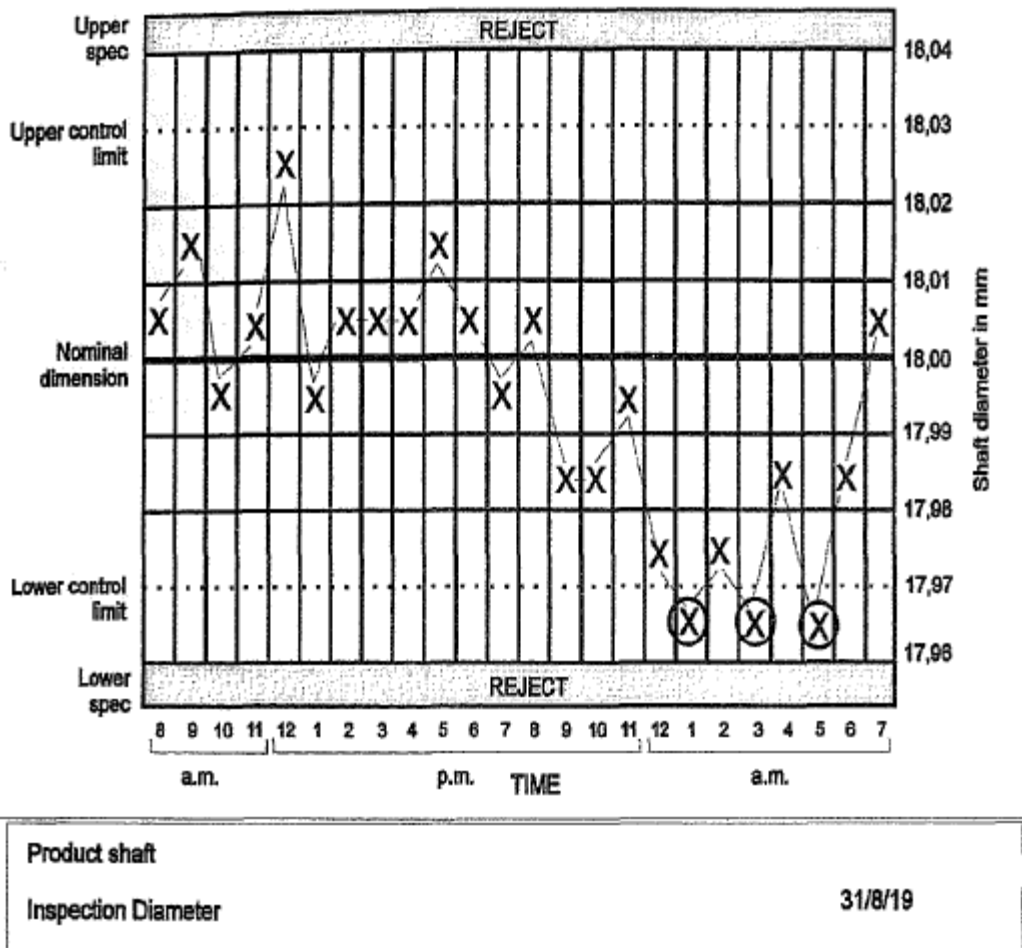 Upper
spec
REJECT
18,04
Upper control
limit
18,03
18,02
18,01
Nominal
dimension
18,00
17,99
17,98
Lower control
limit
17,97
17,96
Lower
spec
REJECT
Shaft diameter in mm
X X X X X X X X X X X X X X X X X X X X X X X X
8 9 10 11 12 1 2 3 4 5 6 7 8 9 10 11 12 1 2 3 4 5 6 7
a.m. p.m. TIME a.m.
Product shaft
Inspection Diameter 31/8/19